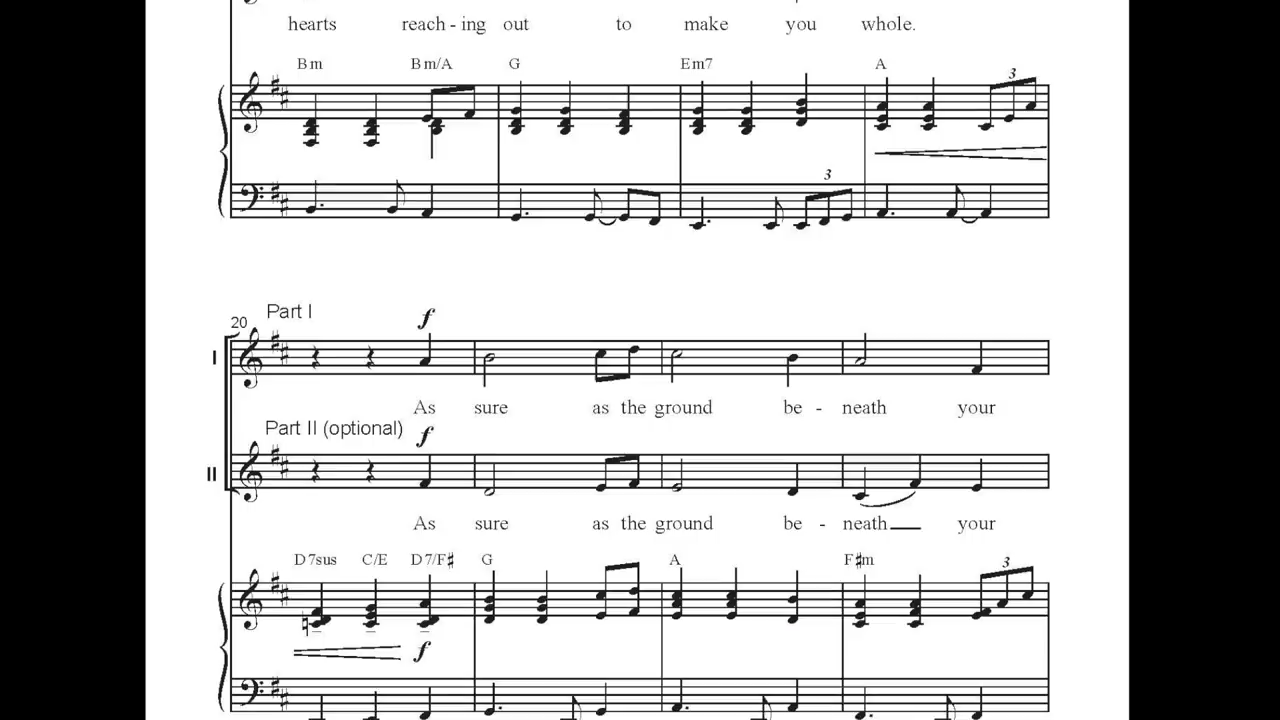 hearts reach - ing out to make you whole.
Bm Bm/A G Em7 A
3
3
Part I
20 f
I
As sure as the ground be - neath your
Part II (optional) f
II
As sure as the ground be - neath your
D7sus C/E D7/F♯ G A F♯m
3
f